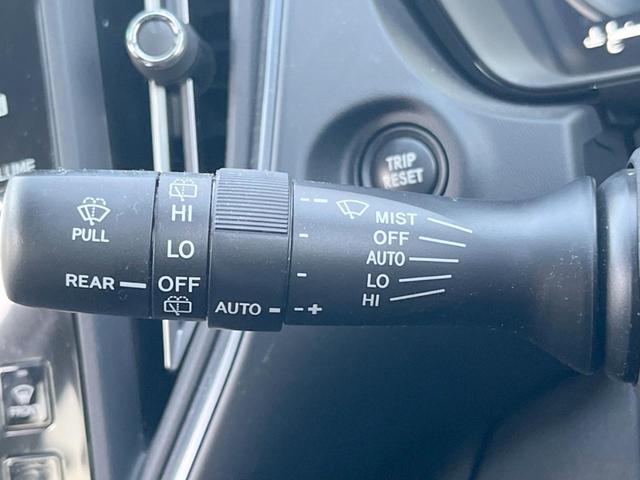 TRIP
RESET
PULL
REAR
HI
LO
OFF
AUTO
- -
- +
MIST
OFF
AUTO
LO
HI